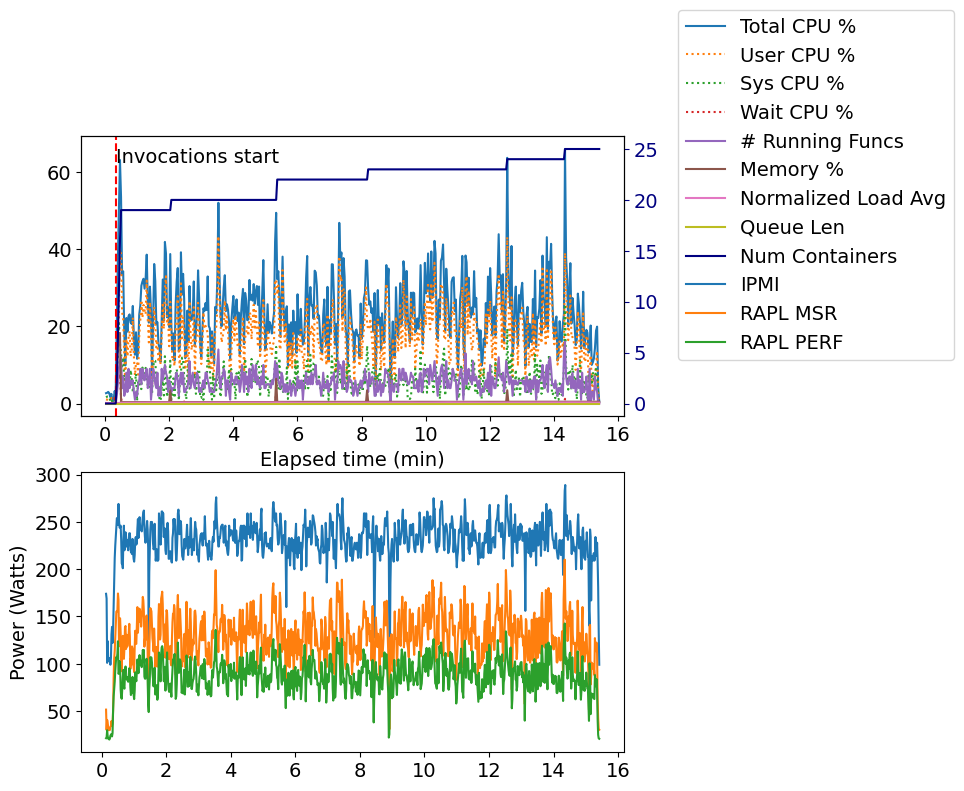 Total CPU %
User CPU %
Sys CPU %
Wait CPU %
# Running Funcs
Memory %
Normalized Load Avg
Queue Len
Num Containers
IPMI
RAPL MSR
RAPL PERF
Invocations start
60
40
20
0
25
20
15
10
5
0
0 2 4 6 8 10 12 14 16
Elapsed time (min)
Power (Watts)
300
250
200
150
100
50
0 2 4 6 8 10 12 14 16